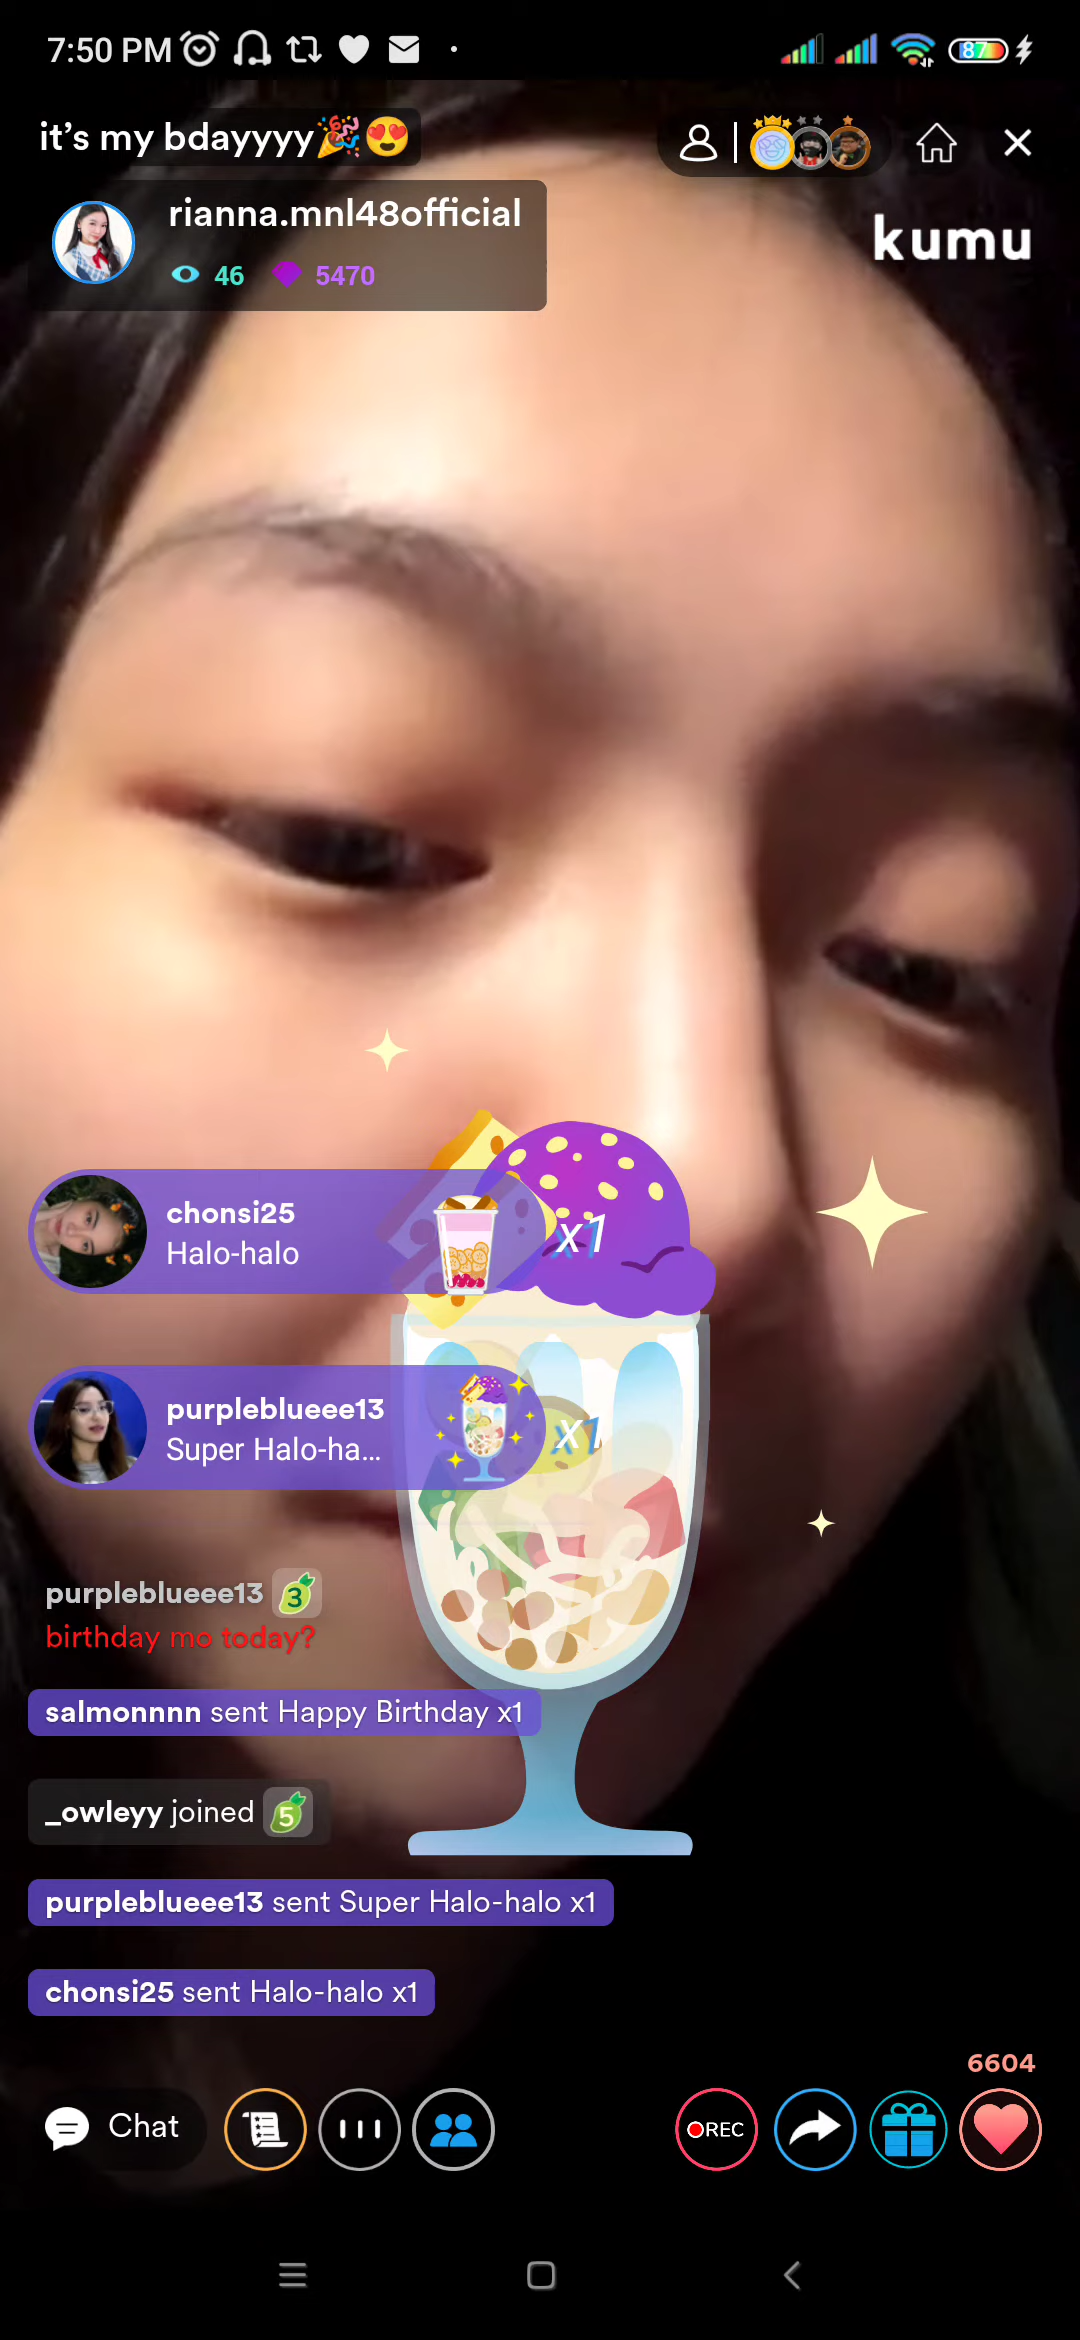 7:50 PM
87
it's my bdayyyy🎉😍
rianna.mnl48official
46 5470
kumu
chonsi25
Halo-halo
x1
purpleblueee13
Super Halo-ha...
x1
purpleblueee13 3
birthday mo today?
salmonnnn sent Happy Birthday x1
_owleyy joined 5
purpleblueee13 sent Super Halo-halo x1
chonsi25 sent Halo-halo x1
6604
Chat
REC